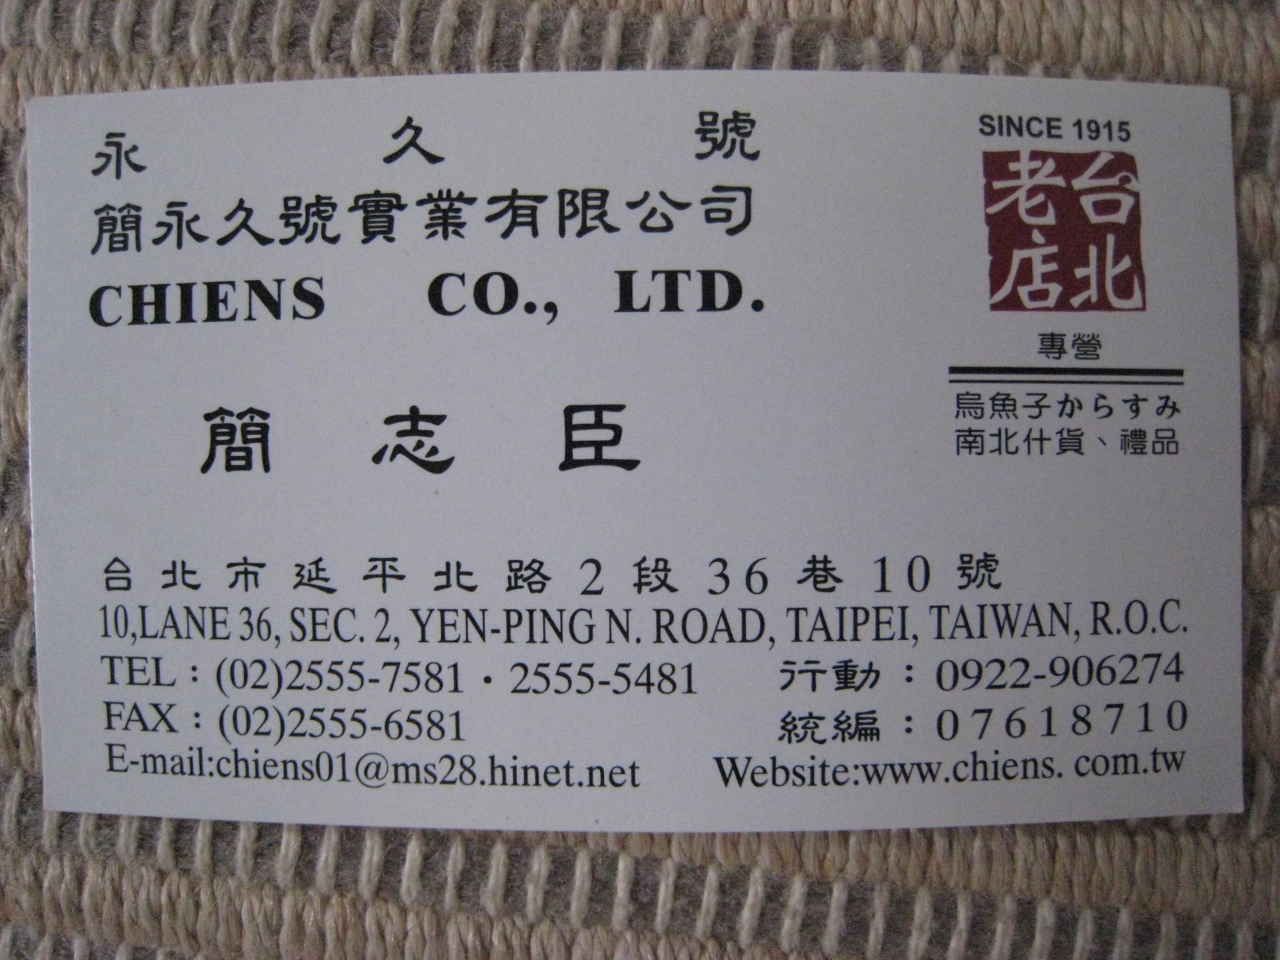 永久號
簡永久號實業有限公司
CHIENS CO., LTD.
SINCE 1915
台北
老店
專營
烏魚子からすみ
南北什貨、禮品
簡志臣
台北市延平北路2段36巷10號
10,LANE 36, SEC. 2, YEN-PING N. ROAD, TAIPEI, TAIWAN, R.O.C.
TEL：(02)2555-7581・2555-5481 行動：0922-906274
FAX：(02)2555-6581 統編：07618710
E-mail:chiens01@ms28.hinet.net Website:www.chiens. com.tw